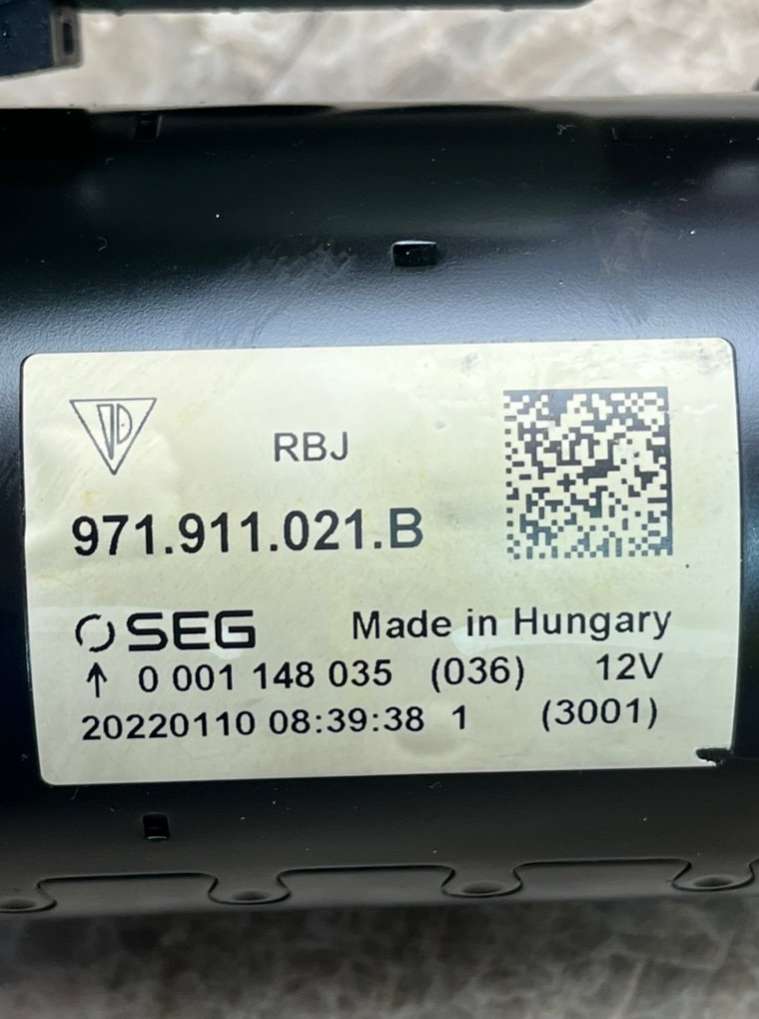 RBJ
971.911.021.B
SEG Made in Hungary
↑ 0 001 148 035 (036) 12V
20220110 08:39:38 1 (3001)